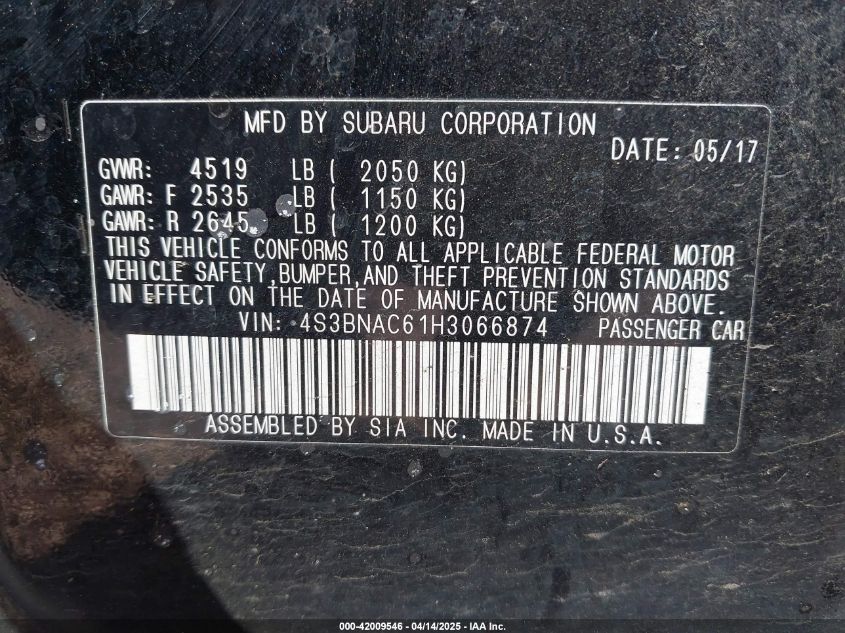 MFD BY SUBARU CORPORATION
DATE: 05/17
GVWR: 4519 LB ( 2050 KG)
GAWR: F 2535 LB ( 1150 KG)
GAWR: R 2645 LB ( 1200 KG)
THIS VEHICLE CONFORMS TO ALL APPLICABLE FEDERAL MOTOR
VEHICLE SAFETY,BUMPER,AND THEFT PREVENTION STANDARDS
IN EFFECT ON THE DATE OF MANUFACTURE SHOWN ABOVE.
VIN: 4S3BNAC61H3066874 PASSENGER CAR
ASSEMBLED BY SIA INC. MADE IN U.S.A.
000-42009546 - 04/14/2025 - IAA Inc.